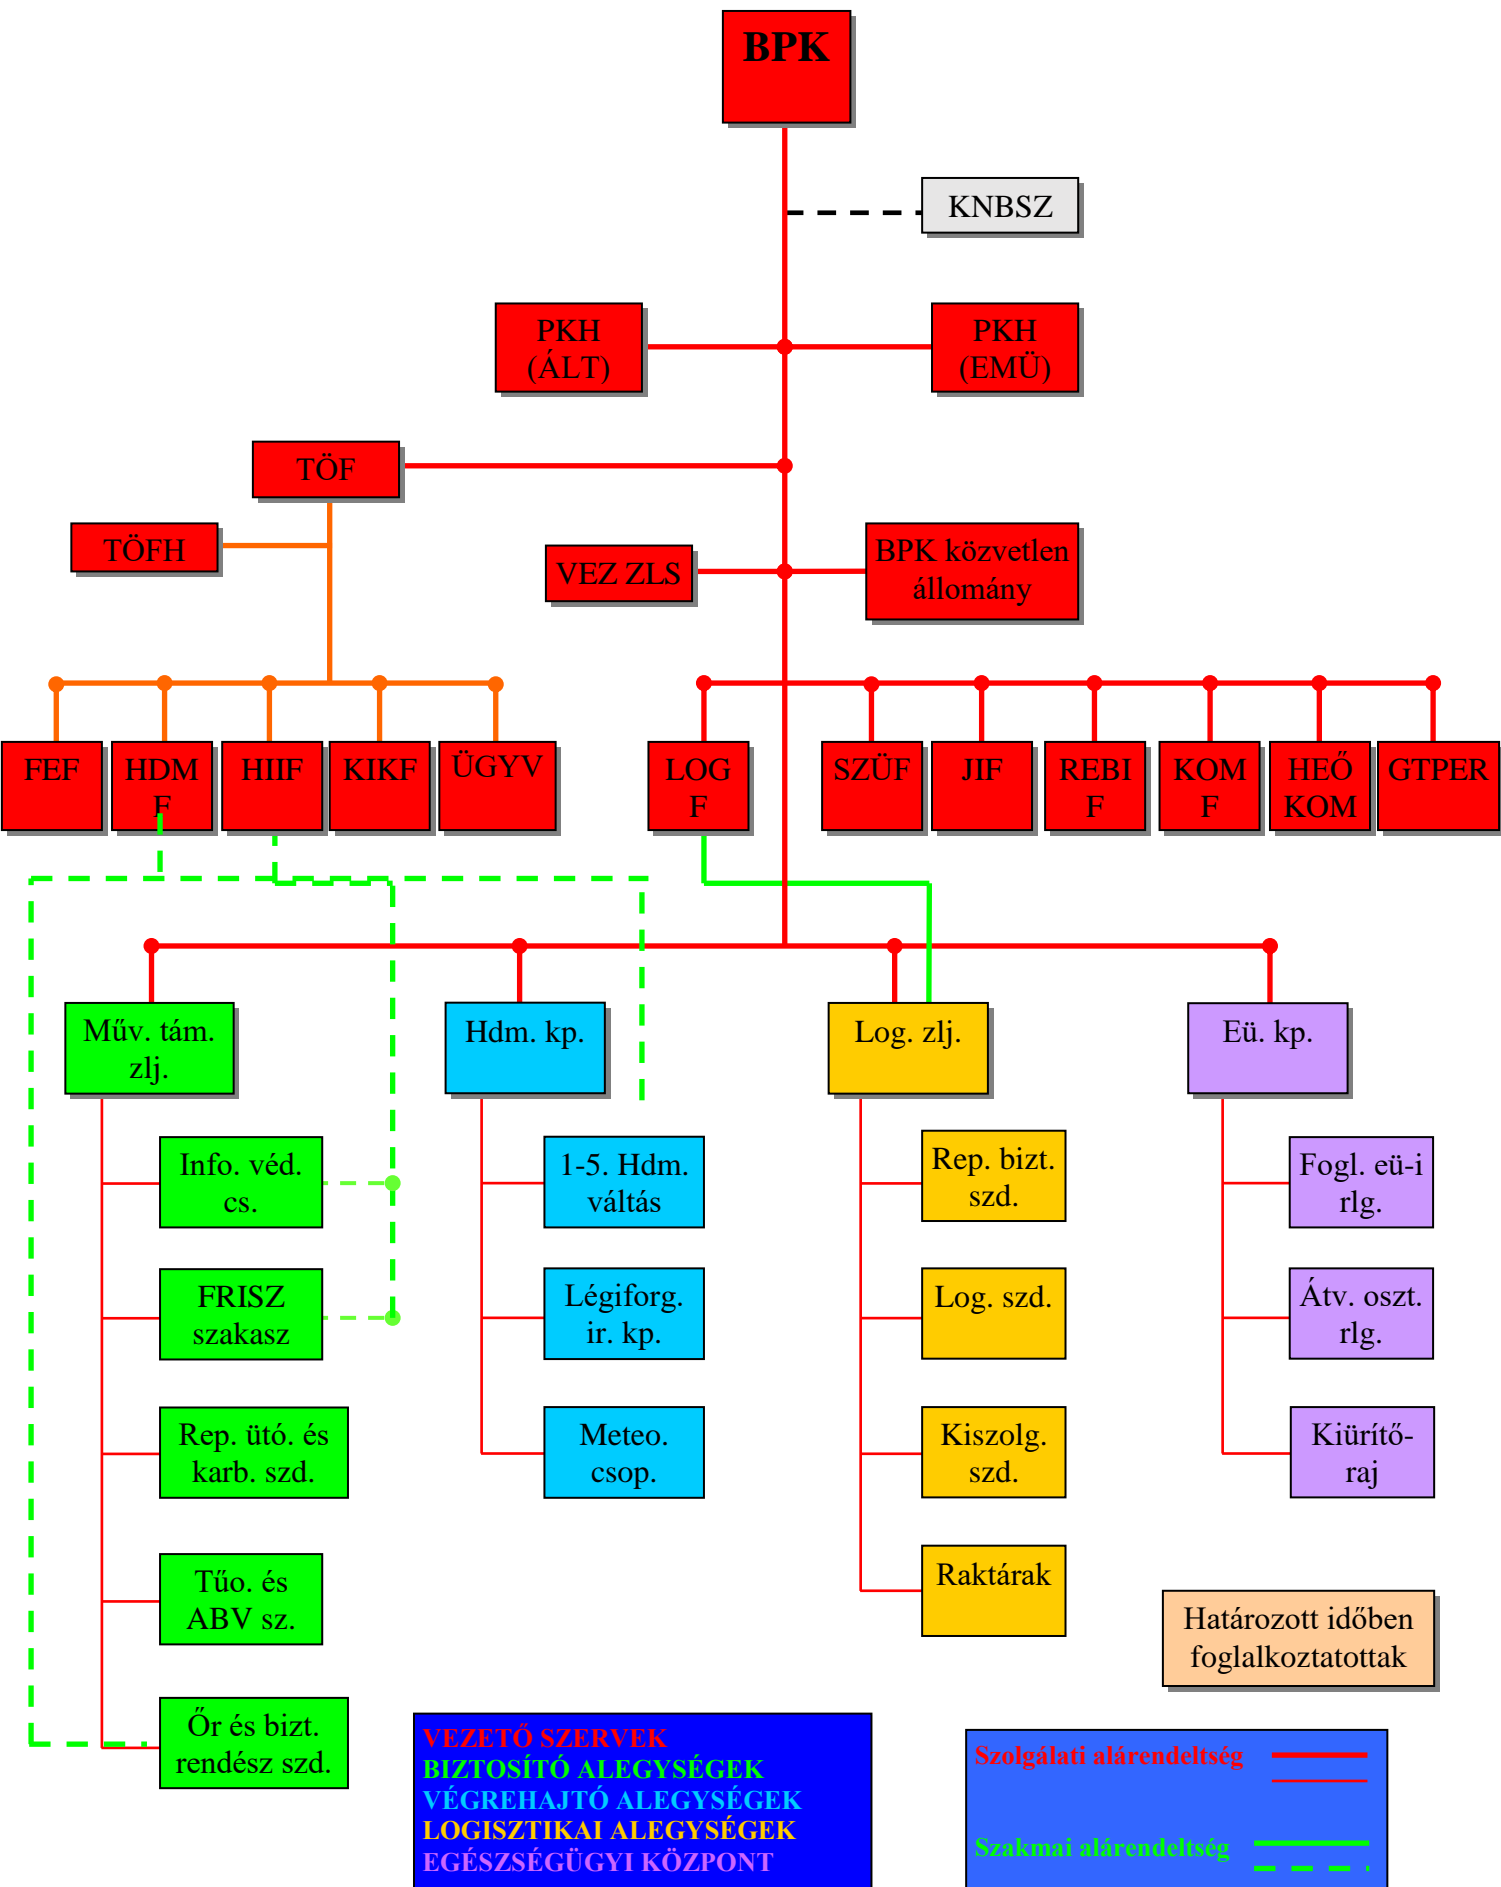 BPK
KNBSZ
PKH
(ÁLT)
PKH
(EMÜ)
TÖF
TÖFH
VEZ ZLS
BPK közvetlen
állomány
FEF
HDM
F
HIIF
KIKF
ÜGYV
LOG
F
SZÜF
JIF
REBI
F
KOM
F
HEŐ
KOM
GTPER
Műv. tám.
zlj.
Hdm. kp.
Log. zlj.
Eü. kp.
Info. véd.
cs.
1-5. Hdm.
váltás
Rep. bizt.
szd.
Fogl. eü-i
rlg.
FRISZ
szakasz
Légiforg.
ir. kp.
Log. szd.
Átv. oszt.
rlg.
Rep. ütó. és
karb. szd.
Meteo.
csop.
Kiszolg.
szd.
Kiürítő-
raj
Tűo. és
ABV sz.
Raktárak
Határozott időben
foglalkoztatottak
Őr és bizt.
rendész szd.
VEZETŐ SZERVEK
BIZTOSÍTÓ ALEGYSÉGEK
VÉGREHAJTÓ ALEGYSÉGEK
LOGISZTIKAI ALEGYSÉGEK
EGÉSZSÉGÜGYI KÖZPONT
Szolgálati alárendeltség
Szakmai alárendeltség